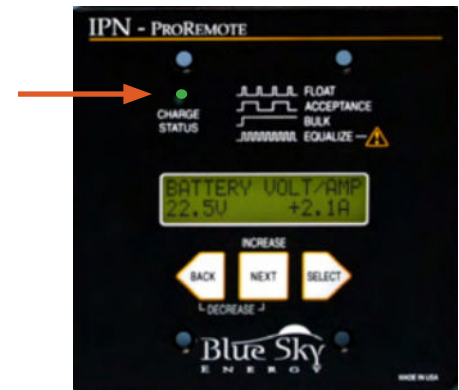 IPN - PROREMOTE
CHARGE
STATUS
FLOAT
ACCEPTANCE
BULK
EQUALIZE
BATTERY VOLT/AMP
22.5V +2.1A
INCREASE
BACK
NEXT
SELECT
DECREASE
Blue Sky
ENERGY
MADE IN USA